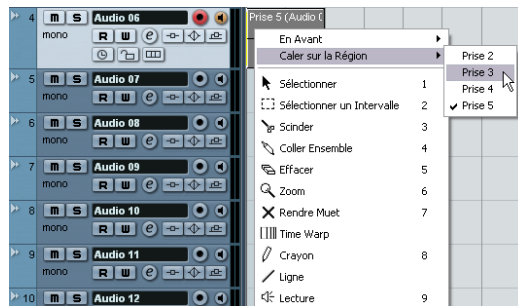 4 m S Audio 06
mono R W e
Prise 5 (Audio 0
En Avant
Caler sur la Région
Prise 2
Prise 3
Prise 4
✓ Prise 5
Sélectionner 1
Sélectionner un Intervalle 2
Scinder 3
Coller Ensemble 4
Effacer 5
Zoom 6
Rendre Muet 7
Time Warp
Crayon 8
Ligne
Lecture 9
5 m S Audio 07
mono R W e
6 m S Audio 08
mono R W e
7 m S Audio 09
mono R W e
8 m S Audio 10
mono R W e
9 m S Audio 11
mono R W e
10 m S Audio 12